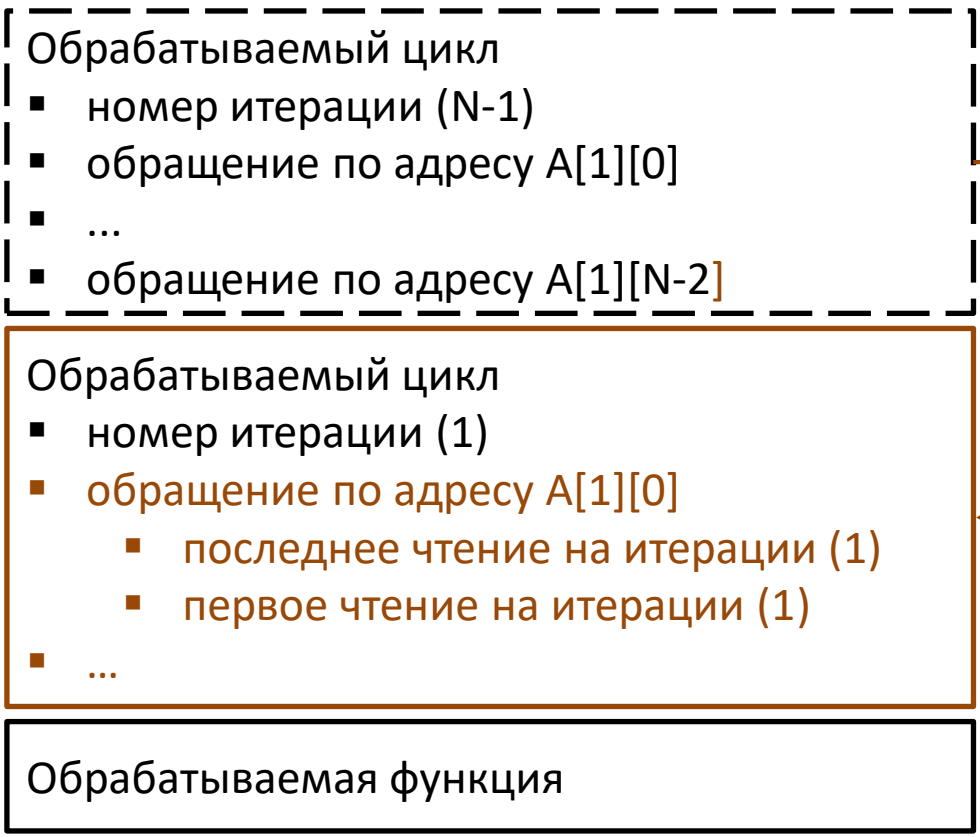 Обрабатываемый цикл
▪ номер итерации (N-1)
▪ обращение по адресу A[1][0]
▪ ...
▪ обращение по адресу A[1][N-2]
Обрабатываемый цикл
▪ номер итерации (1)
▪ обращение по адресу A[1][0]
▪ последнее чтение на итерации (1)
▪ первое чтение на итерации (1)
▪ ...
Обрабатываемая функция